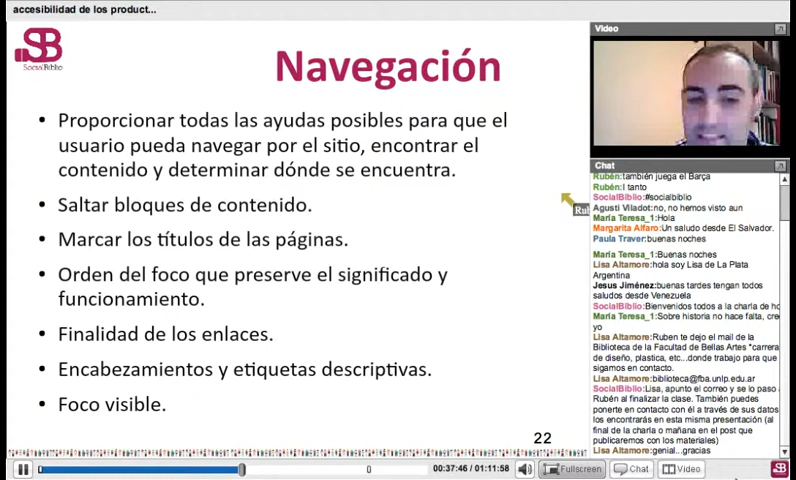 accesibilidad de los product...
SB
SocialBiblio
Navegación
• Proporcionar todas las ayudas posibles para que el
usuario pueda navegar por el sitio, encontrar el
contenido y determinar dónde se encuentra.
• Saltar bloques de contenido.
• Marcar los títulos de las páginas.
• Orden del foco que preserve el significado y
funcionamiento.
• Finalidad de los enlaces.
• Encabezamientos y etiquetas descriptivas.
• Foco visible.
22
Video
Chat
Rubén:también juega el Barça
Rubén:l tanto
SocialBiblio:#socialbiblio
Agusti Viladot:no, no hemos visto aun
María Teresa_1:Hola
Margarita Alfaro:Un saludo desde El Salvador.
Paula Traver:buenas noches
María Teresa_1:Buenas noches
Lisa Altamore:hola soy Lisa de La Plata
Argentina
Jesus Jiménez:buenas tardes tengan todos
saludos desde Venezuela
SocialBiblio:Bienvenidos todos a la charla de ho
María Teresa_1:Sobre historia no hace falta, cre
yo
Lisa Altamore:Ruben te dejo el mail de la
Biblioteca de la Facultad de Bellas Artes "carrera
de diseño, plastica, etc...donde trabajo para que
sigamos en contacto.
Lisa Altamore:biblioteca@fba.unlp.edu.ar
SocialBiblio:Lisa, apunto el correo y se lo paso
Rubén al finalizar la clase. También puedes
ponerte en contacto con él a través de sus datos
los encontrarás en esta misma presentación (al
final de la charla o mañana en el post que
publicaremos con los materiales)
Lisa Altamore:genial...gracias
00:37:46 / 01:11:58
Fullscreen
Chat
Video
SB